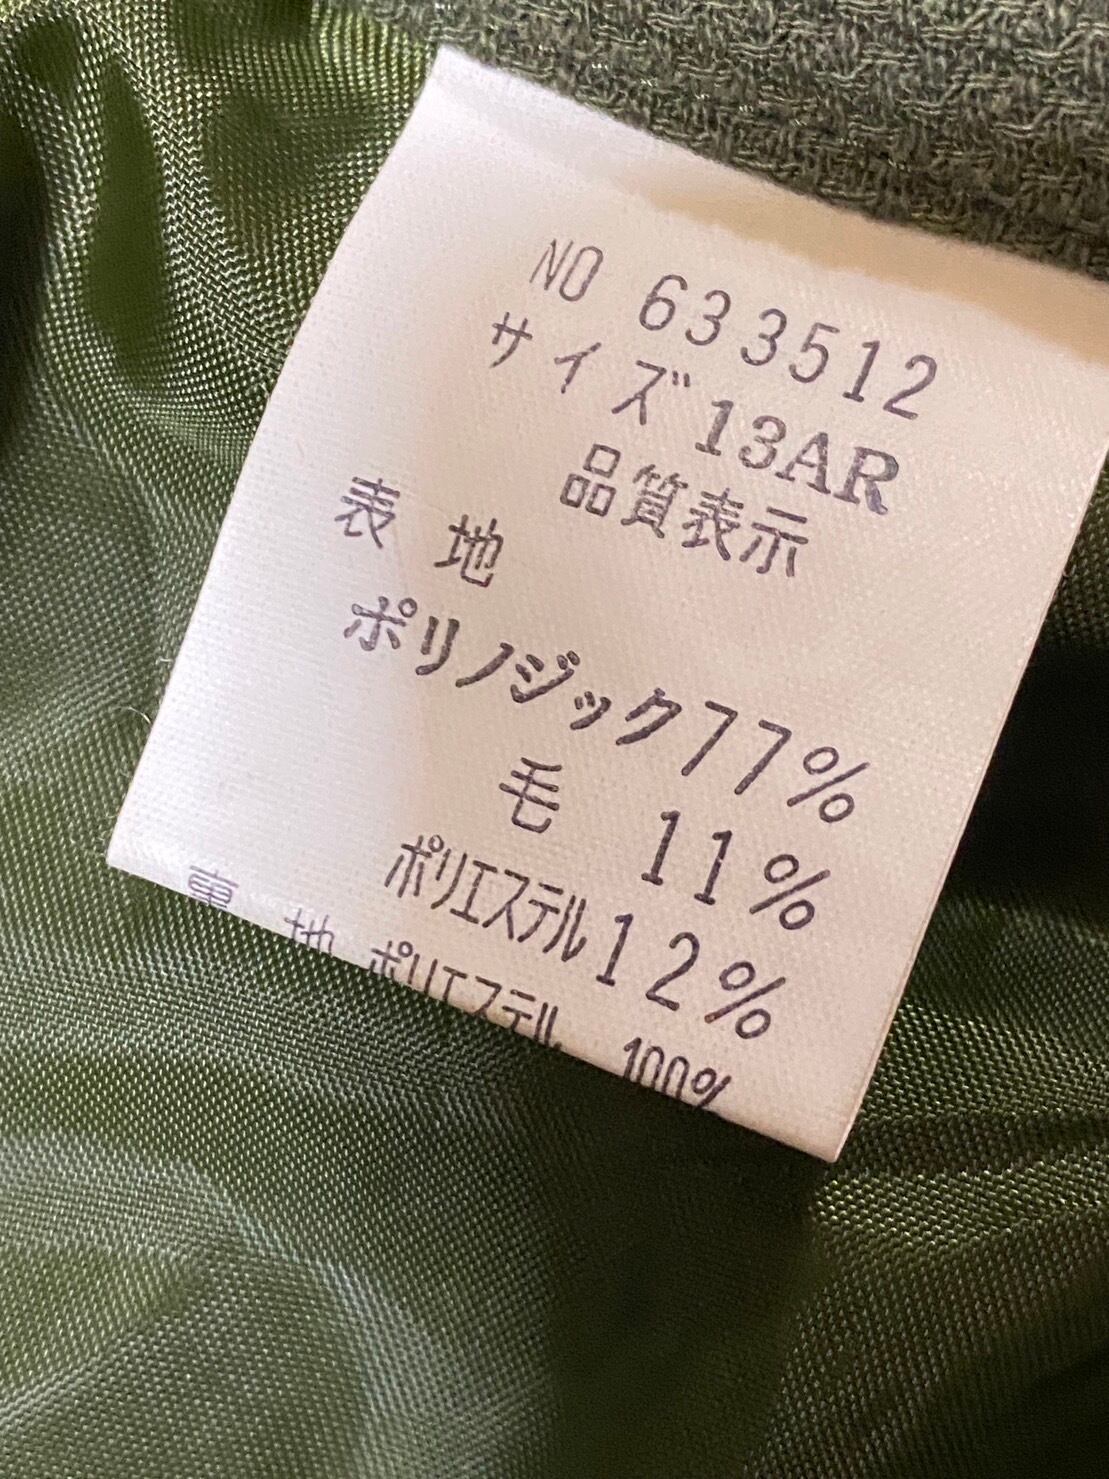 NO 633512
サイズ 13AR
品質表示
表 地
ポリノジック77%
毛 11%
ポリエステル12%
裏 地 ポリエステル 100%